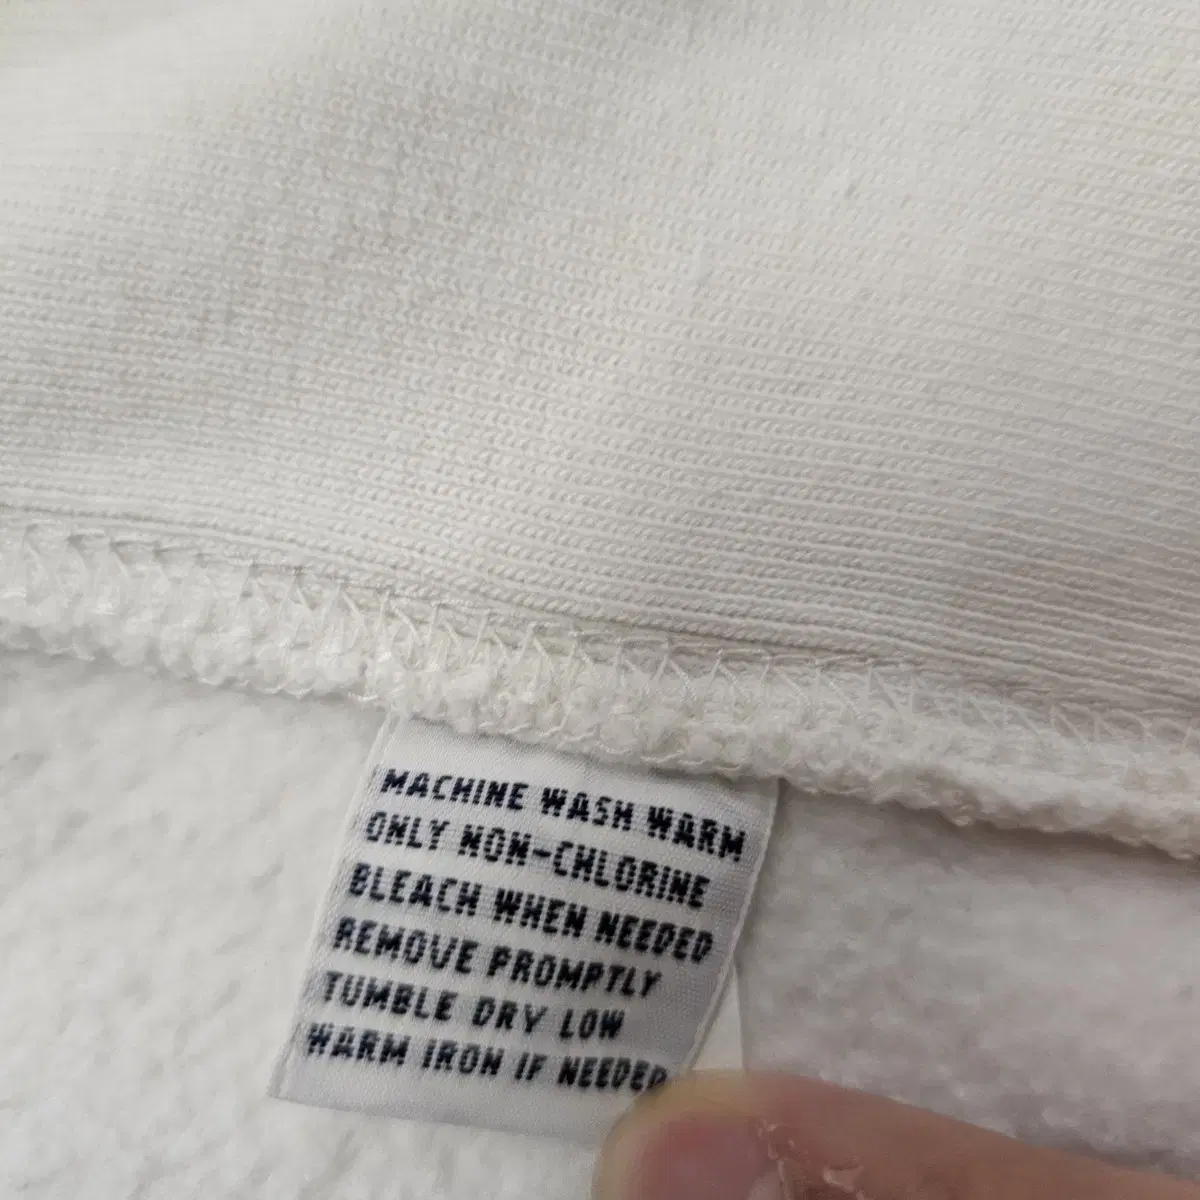 MACHINE WASH WARM
ONLY NON-CHLORINE
BLEACH WHEN NEEDED
REMOVE PROMPTLY
TUMBLE DRY LOW
WARM IRON IF NEEDED